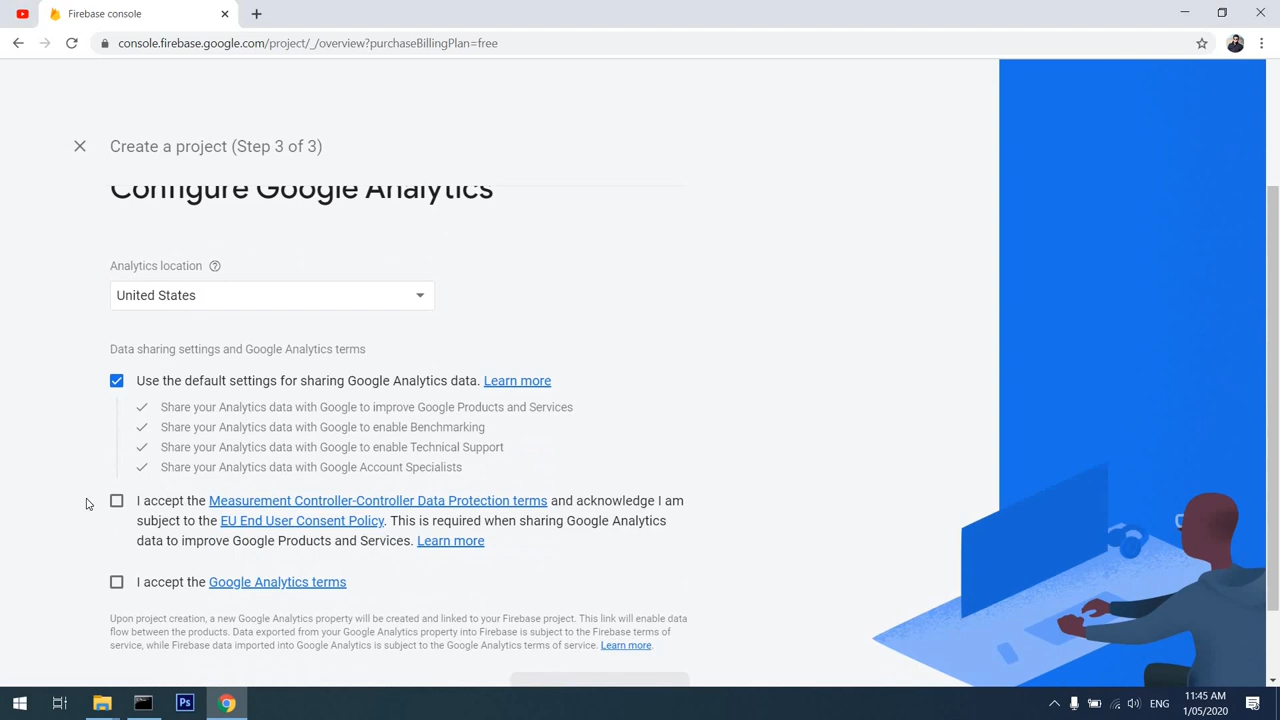 Firebase console
console.firebase.google.com/project/_/overview?purchaseBillingPlan=free
Create a project (Step 3 of 3)
Configure Google Analytics
Analytics location
United States
Data sharing settings and Google Analytics terms
Use the default settings for sharing Google Analytics data. Learn more
Share your Analytics data with Google to improve Google Products and Services
Share your Analytics data with Google to enable Benchmarking
Share your Analytics data with Google to enable Technical Support
Share your Analytics data with Google Account Specialists
I accept the Measurement Controller-Controller Data Protection terms and acknowledge I am
subject to the EU End User Consent Policy. This is required when sharing Google Analytics
data to improve Google Products and Services. Learn more
I accept the Google Analytics terms
Upon project creation, a new Google Analytics property will be created and linked to your Firebase project. This link will enable data
flow between the products. Data exported from your Google Analytics property into Firebase is subject to the Firebase terms of
service, while Firebase data imported into Google Analytics is subject to the Google Analytics terms of service. Learn more.
Ps
ENG
11:45 AM
1/05/2020